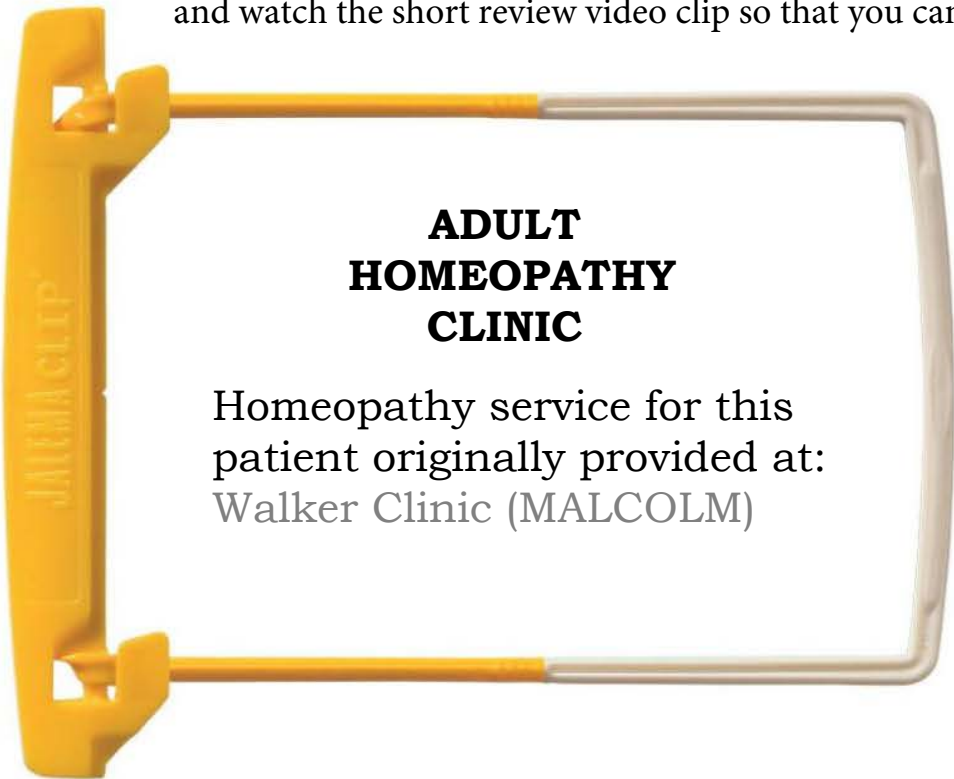 and watch the short review video clip so that you can
JALEMA CLIP
ADULT
HOMEOPATHY
CLINIC
Homeopathy service for this
patient originally provided at:
Walker Clinic (MALCOLM)